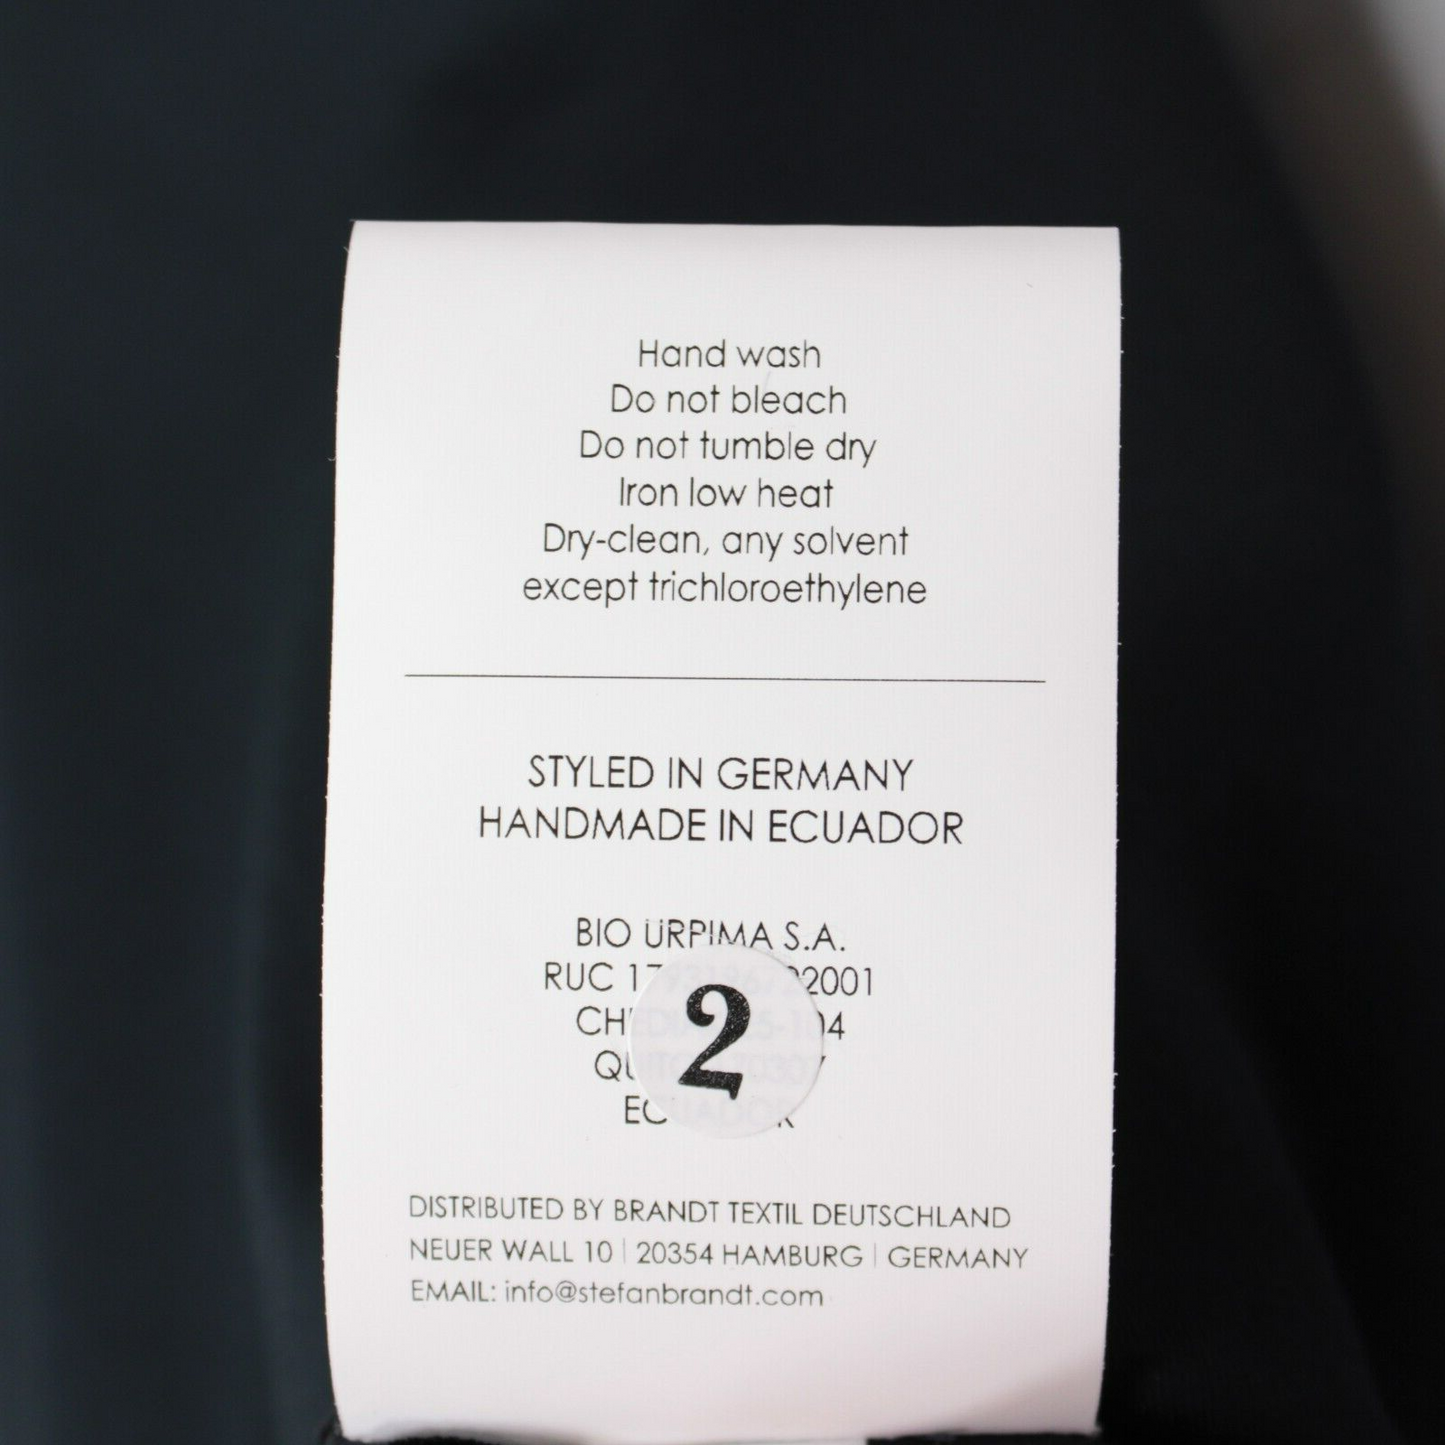 Hand wash
Do not bleach
Do not tumble dry
Iron low heat
Dry-clean, any solvent
except trichloroethylene
STYLED IN GERMANY
HANDMADE IN ECUADOR
BIO URPIMA S.A.
RUC
2
ECUADOR
DISTRIBUTED BY BRANDT TEXTIL DEUTSCHLAND
NEUER WALL 10 | 20354 HAMBURG | GERMANY
EMAIL: info@stefanbrandt.com